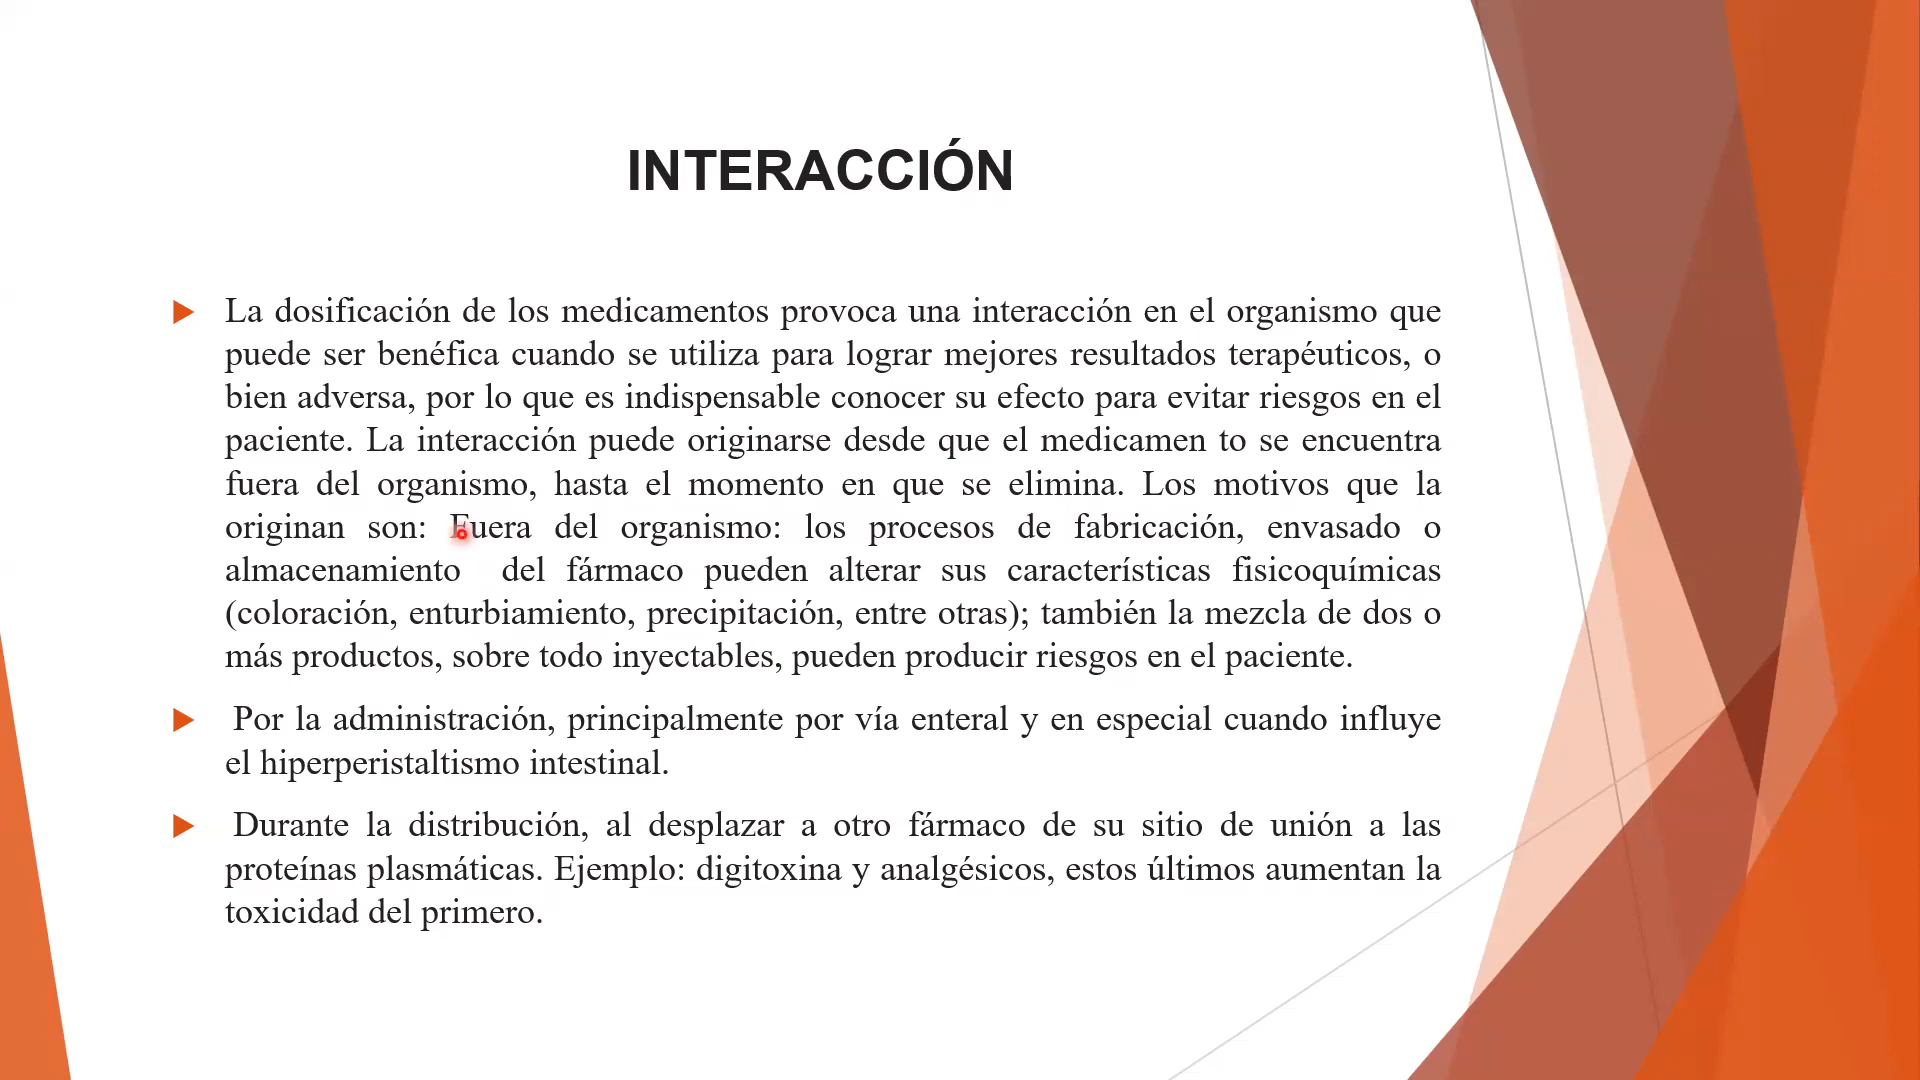 INTERACCIÓN
La dosificación de los medicamentos provoca una interacción en el organismo que
puede ser benéfica cuando se utiliza para lograr mejores resultados terapéuticos, o
bien adversa, por lo que es indispensable conocer su efecto para evitar riesgos en el
paciente. La interacción puede originarse desde que el medicamen to se encuentra
fuera del organismo, hasta el momento en que se elimina. Los motivos que la
originan son: Fuera del organismo: los procesos de fabricación, envasado o
almacenamiento del fármaco pueden alterar sus características fisicoquímicas
(coloración, enturbiamiento, precipitación, entre otras); también la mezcla de dos o
más productos, sobre todo inyectables, pueden producir riesgos en el paciente.
Por la administración, principalmente por vía enteral y en especial cuando influye
el hiperperistaltismo intestinal.
Durante la distribución, al desplazar a otro fármaco de su sitio de unión a las
proteínas plasmáticas. Ejemplo: digitoxina y analgésicos, estos últimos aumentan la
toxicidad del primero.